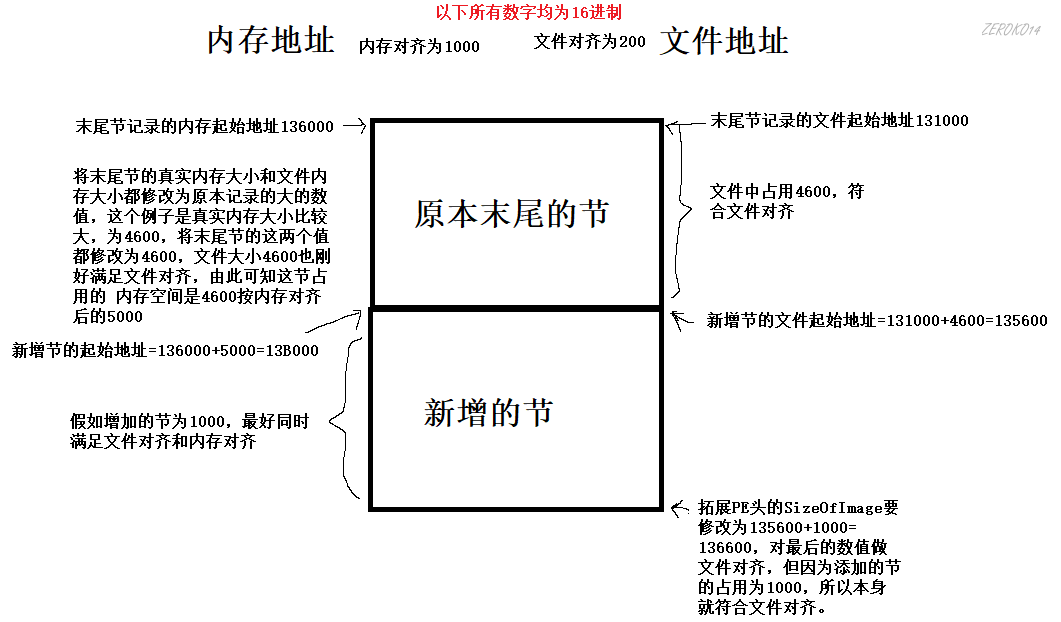 以下所有数字均为16进制
ZEROKO14
内存地址
内存对齐为1000
文件对齐为200
文件地址
末尾节记录的内存起始地址136000
末尾节记录的文件起始地址131000
将末尾节的真实内存大小和文件内
存大小都修改为原本记录的大的数
值，这个例子是真实内存大小比较
大，为4600，将末尾节的这两个值
都修改为4600，文件大小4600也刚
好满足文件对齐，由此可知这节占
用的 内存空间是4600按内存对齐
后的5000
原本末尾的节
文件中占用4600，符
合文件对齐
新增节的起始地址=136000+5000=13B000
新增节的文件起始地址=131000+4600=135600
假如增加的节为1000，最好同时
满足文件对齐和内存对齐
新增的节
拓展PE头的SizeOfImage要
修改为135600+1000=
136600，对最后的数值做
文件对齐，但因为添加的节
的占用为1000，所以本身
就符合文件对齐。